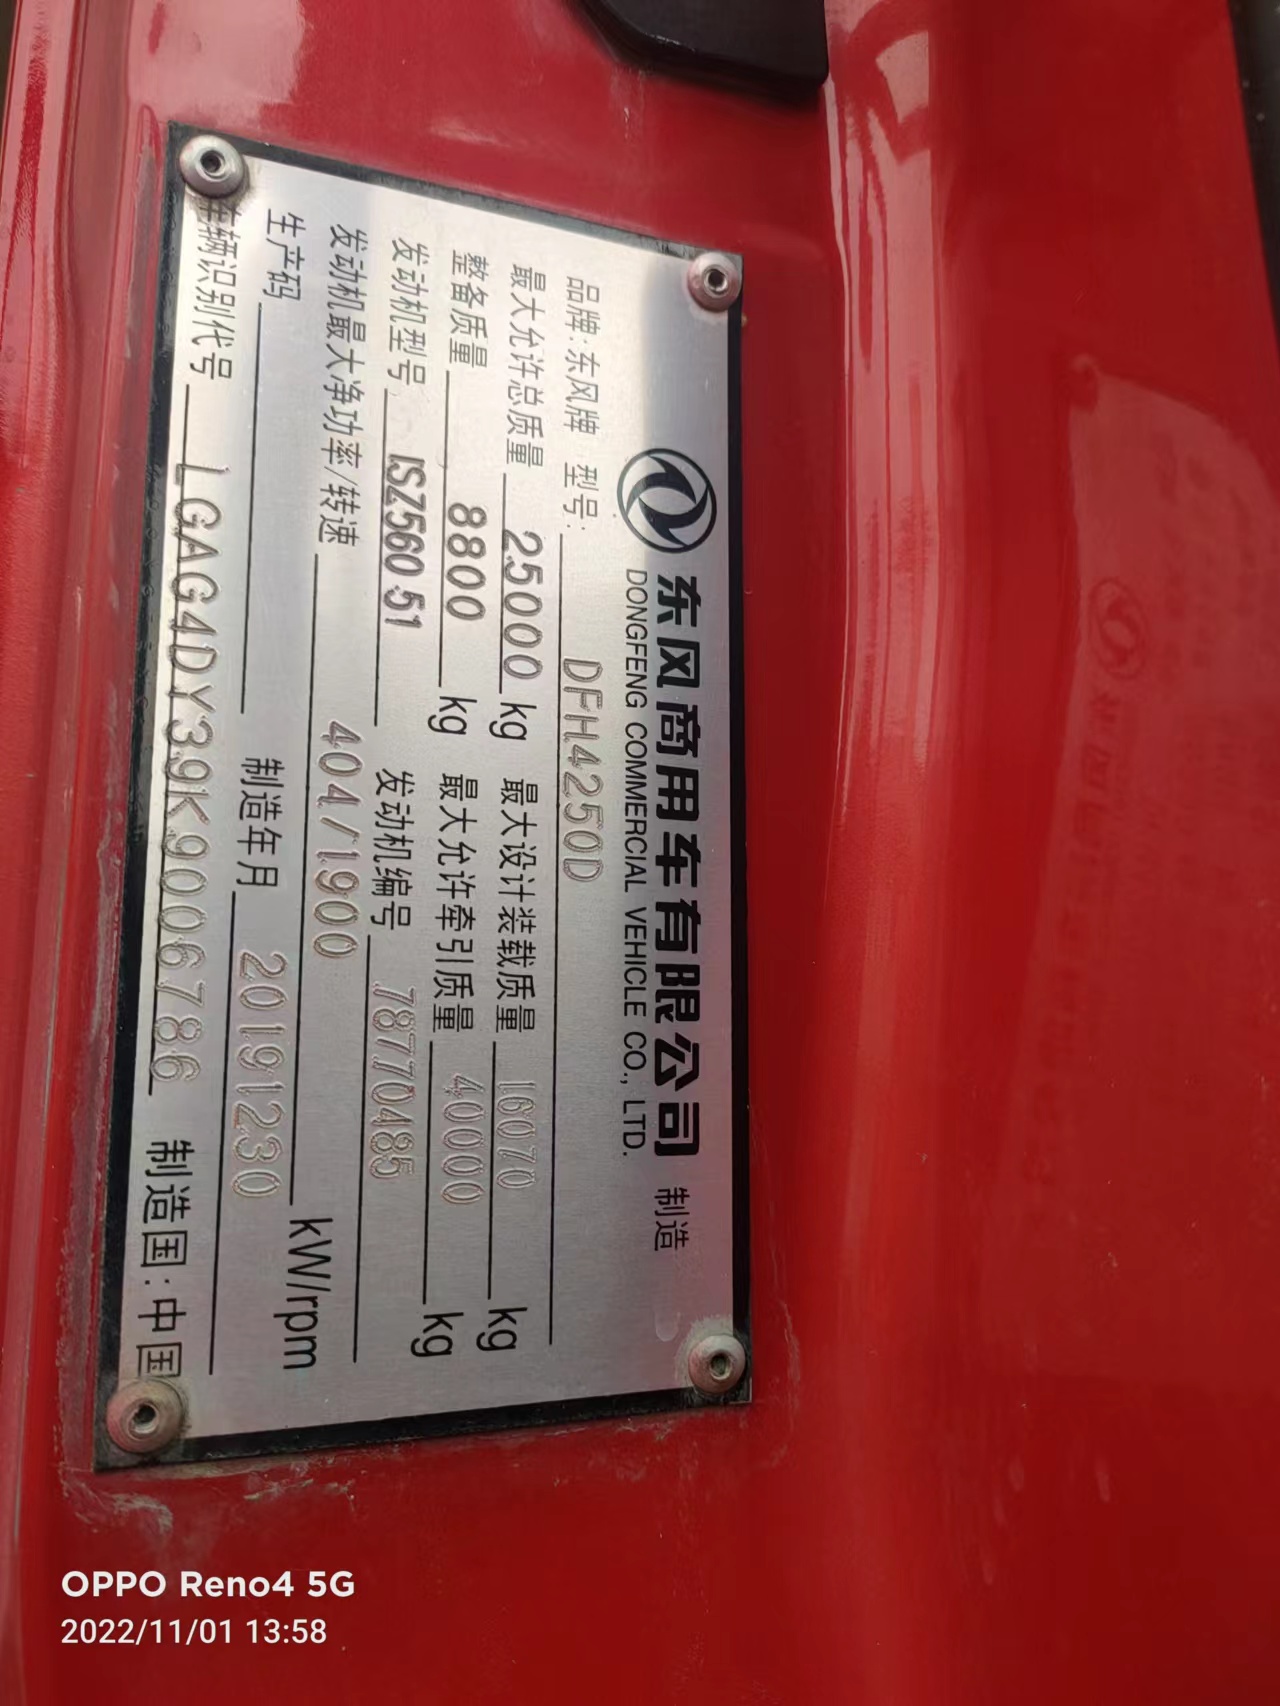 东风商用车有限公司 制造
DONGFENG COMMERCIAL VEHICLE CO., LTD.
品牌:东风牌 型号: DFH4250D
最大允许总质量 25000 kg 最大设计装载质量 16070 kg
整备质量 8800 kg 最大允许牵引质量 40000 kg
发动机型号 ISZ560 51 发动机编号 78770485
发动机最大净功率/转速 404/1900 kW/rpm
生产码 制造年月 20191230
车辆识别代号 LGAG4DY39K9006786 制造国:中国
OPPO Reno4 5G
2022/11/01 13:58